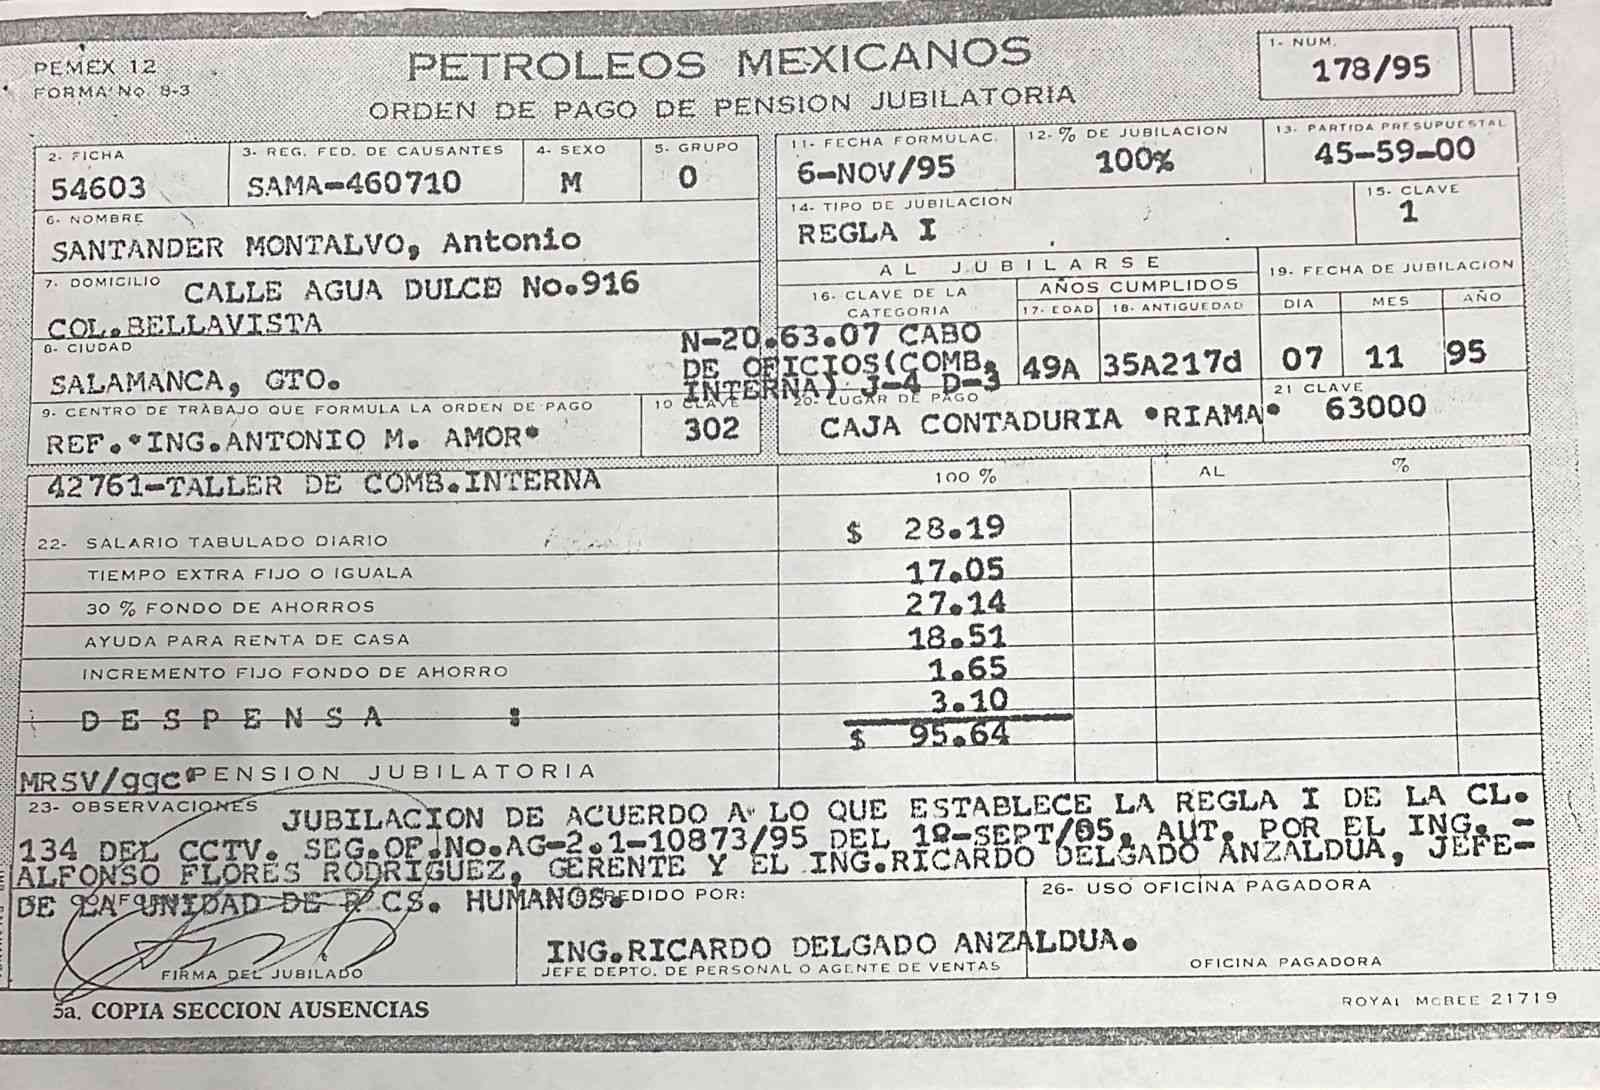 PEMEX 12
FORMA No. 8-3
PETROLEOS MEXICANOS
ORDEN DE PAGO DE PENSION JUBILATORIA
1- NUM.
178/95
2- FICHA
54603
3- REG. FED. DE CAUSANTES
SAMA-460710
4- SEXO
M
5- GRUPO
0
11- FECHA FORMULAC.
6-NOV/95
12- % DE JUBILACION
100%
13- PARTIDA PRESUPUESTAL
45-59-00
6- NOMBRE
SANTANDER MONTALVO, Antonio
14- TIPO DE JUBILACION
REGLA I
15- CLAVE
1
7- DOMICILIO CALLE AGUA DULCE No.916
COL.BELLAVISTA
AL JUBILARSE
16- CLAVE DE LA CATEGORIA
AÑOS CUMPLIDOS
17- EDAD
18- ANTIGUEDAD
19- FECHA DE JUBILACION
DIA
MES
AÑO
8- CIUDAD
SALAMANCA, GTO.
N-20.63.07 CABO
DE OFICIOS(COMB.
INTERNA) J-4 D-3
49A
35A217d
07
11
95
9- CENTRO DE TRABAJO QUE FORMULA LA ORDEN DE PAGO
REF."ING.ANTONIO M. AMOR"
10 CLAVE
302
20- LUGAR DE PAGO
CAJA CONTADURIA "RIAMA"
21 CLAVE
63000
42761-TALLER DE COMB.INTERNA
100 %
AL %
22- SALARIO TABULADO DIARIO $ 28.19
TIEMPO EXTRA FIJO O IGUALA 17.05
30 % FONDO DE AHORROS 27.14
AYUDA PARA RENTA DE CASA 18.51
INCREMENTO FIJO FONDO DE AHORRO 1.65
D E S P E N S A : 3.10
$ 95.64
MRSV/ggc* PENSION JUBILATORIA
23- OBSERVACIONES JUBILACION DE ACUERDO A LO QUE ESTABLECE LA REGLA I DE LA CL.
134 DEL CCTV. SEG.OF.NO.AG-2.1-10873/95 DEL SEPT/95, AUT. POR EL ING. -
ALFONSO FLORES RODRIGUEZ, GERENTE Y EL ING.RICARDO DELGADO ANZALDUA, JEFE-
DE LA UNIDAD DE CS. HUMANOS.
EDIDO POR:
26- USO OFICINA PAGADORA
ING.RICARDO DELGADO ANZALDUA.
FIRMA DEL JUBILADO
JEFE DEPTO. DE PERSONAL O AGENTE DE VENTAS
OFICINA PAGADORA
5a. COPIA SECCION AUSENCIAS
ROYAL MCBEE 21719